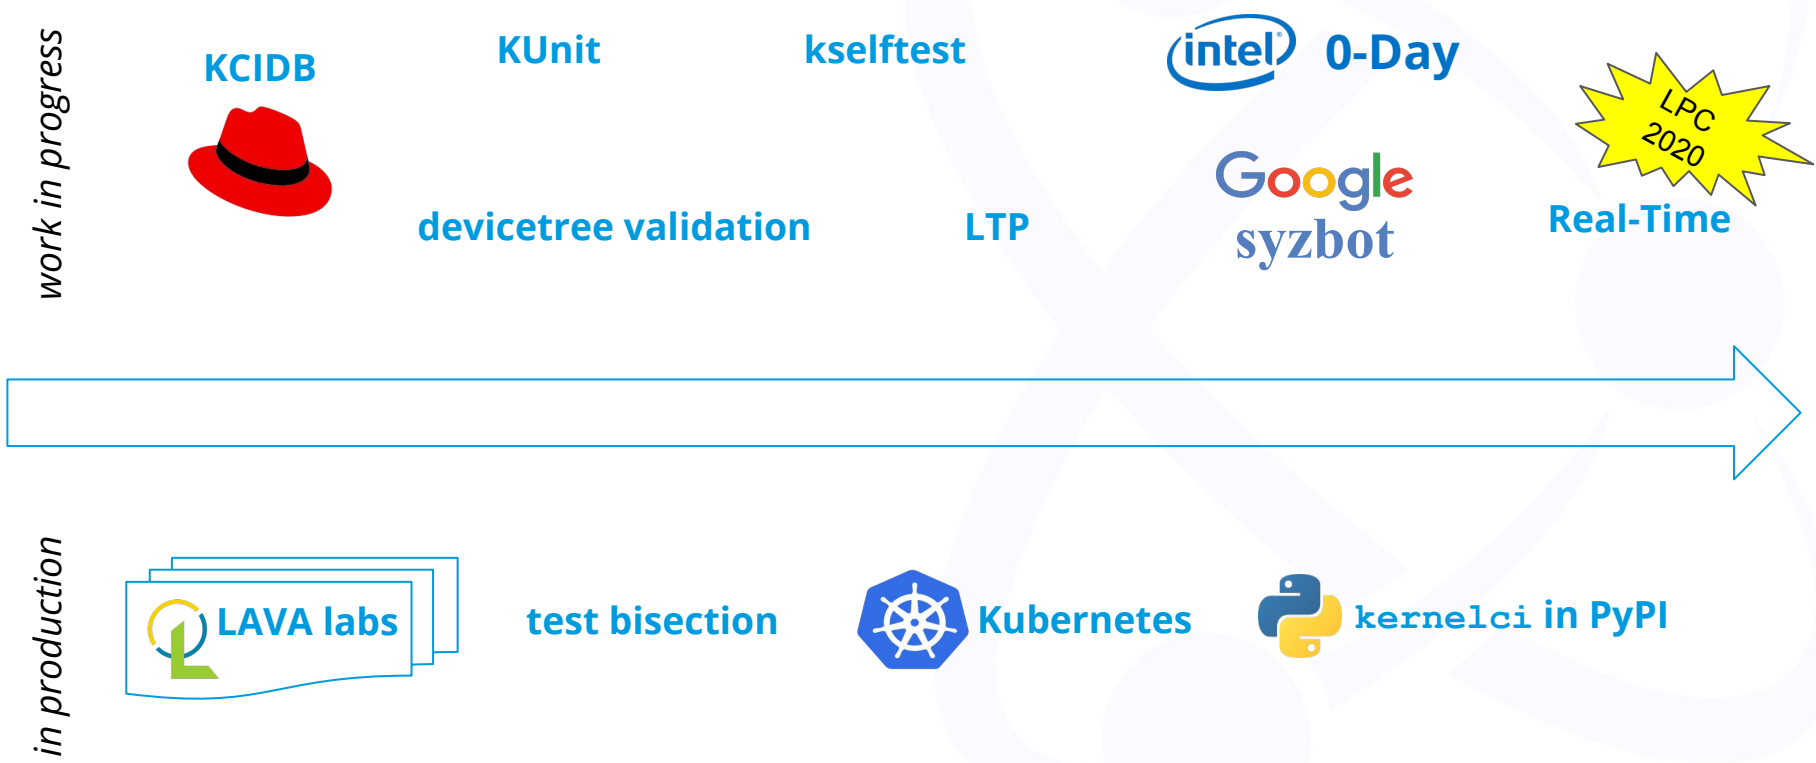 work in progress
KCIDB
KUnit
kselftest
intel® 0-Day
LPC
2020
devicetree validation
LTP
Google
syzbot
Real-Time
in production
LAVA labs
test bisection
Kubernetes
kernelci in PyPI